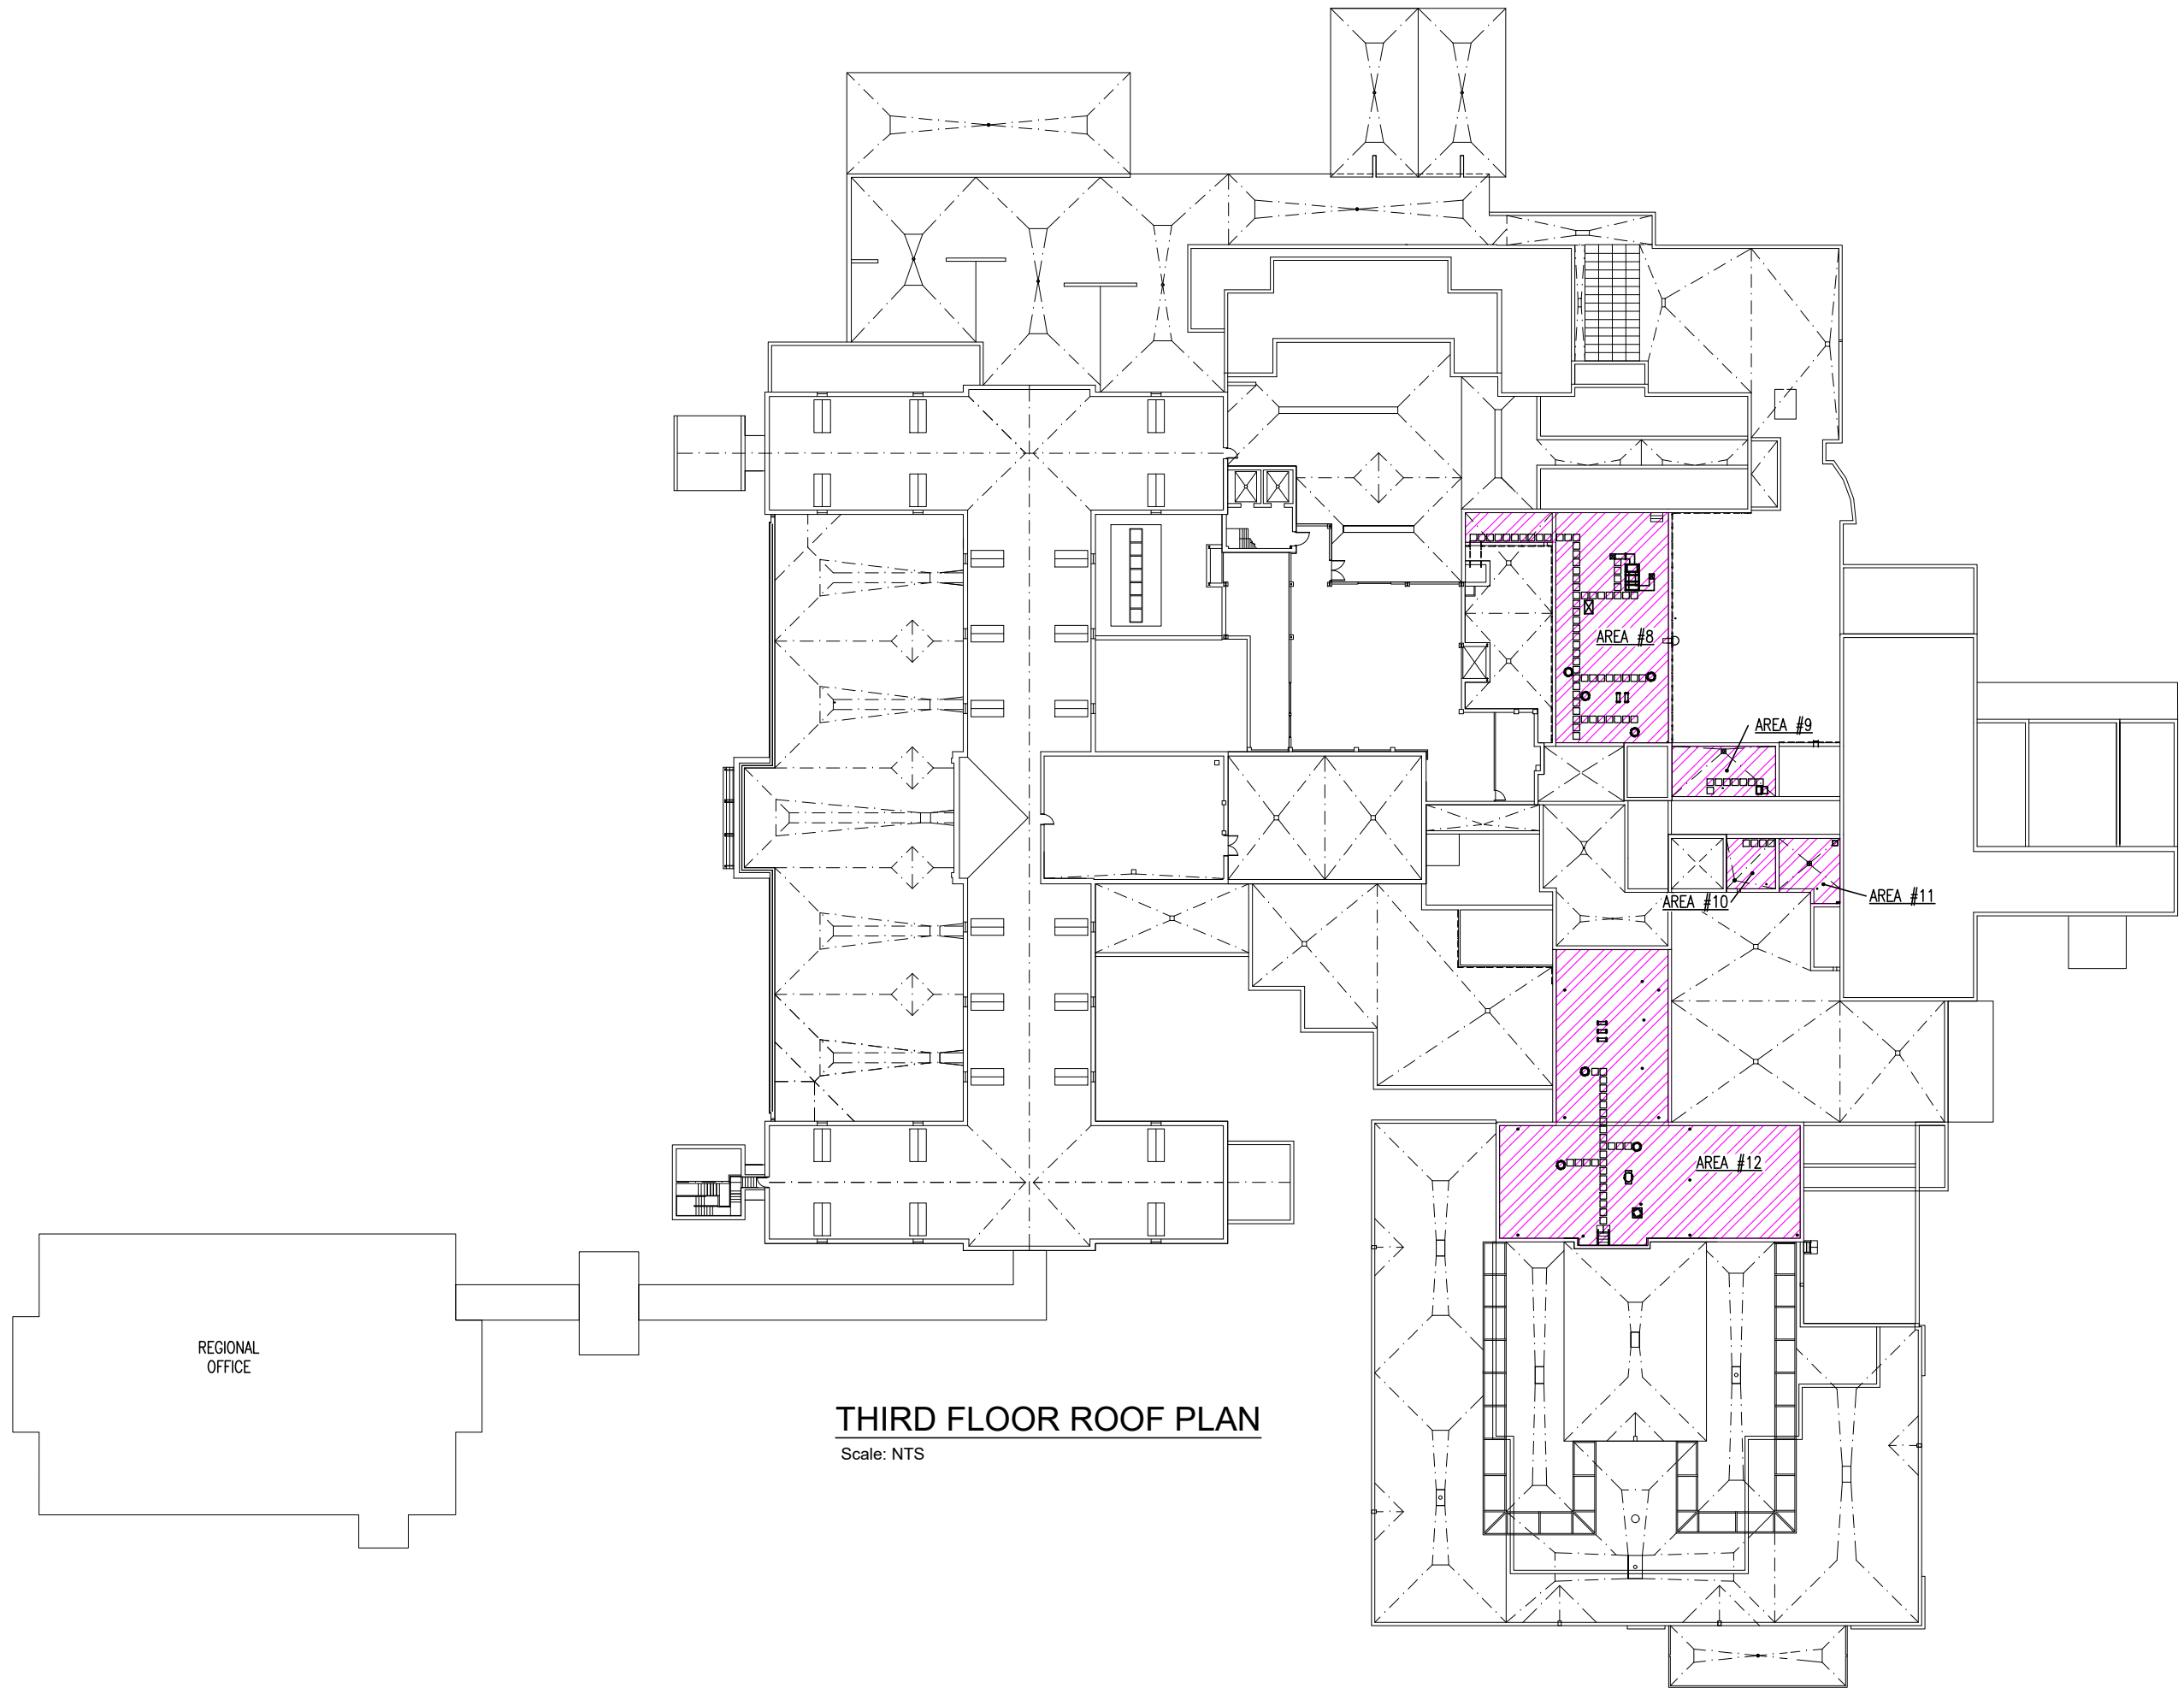 AREA #8
AREA #9
AREA #10
AREA #11
AREA #12
REGIONAL
OFFICE
THIRD FLOOR ROOF PLAN
Scale: NTS